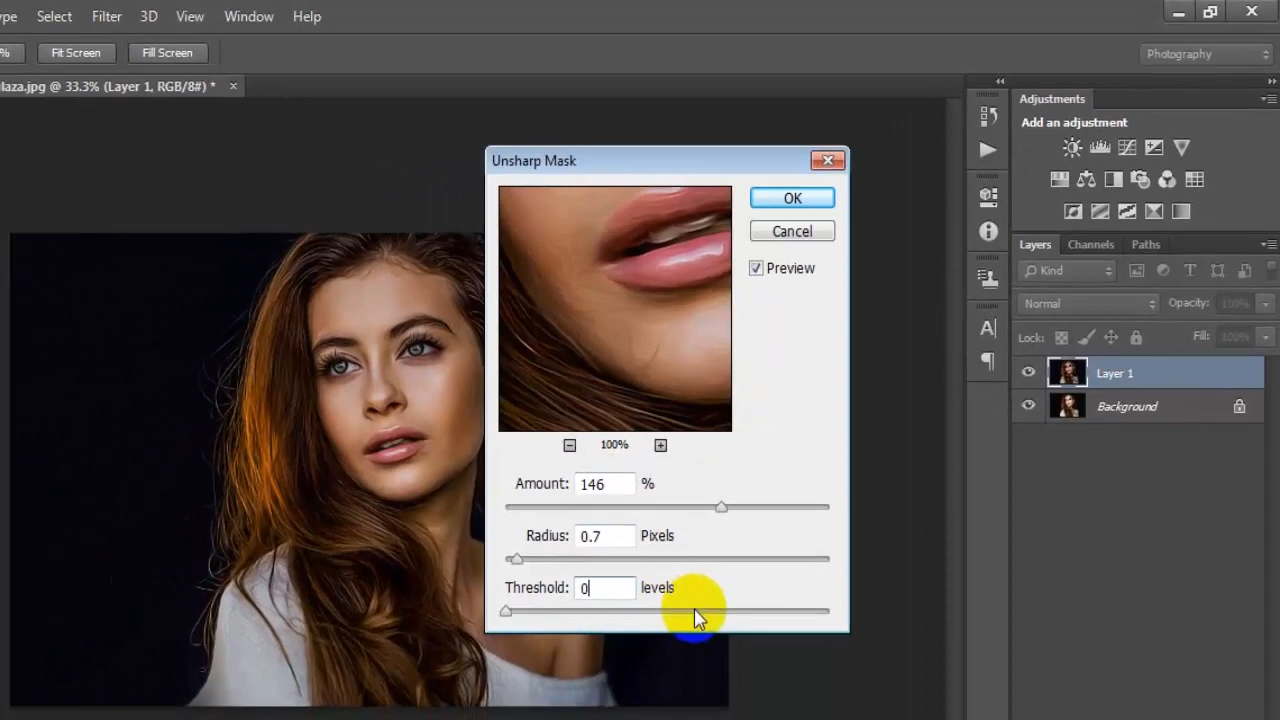 ype Select Filter 3D View Window Help
% Fit Screen Fill Screen
Photography
laza.jpg @ 33.3% (Layer 1, RGB/8#) * ×
Adjustments
Add an adjustment
Unsharp Mask
OK
Cancel
Preview
100%
Amount: 146 %
Radius: 0.7 Pixels
Threshold: 0 levels
Layers Channels Paths
Kind
Normal Opacity: 100%
Lock: Fill: 100%
Layer 1
Background